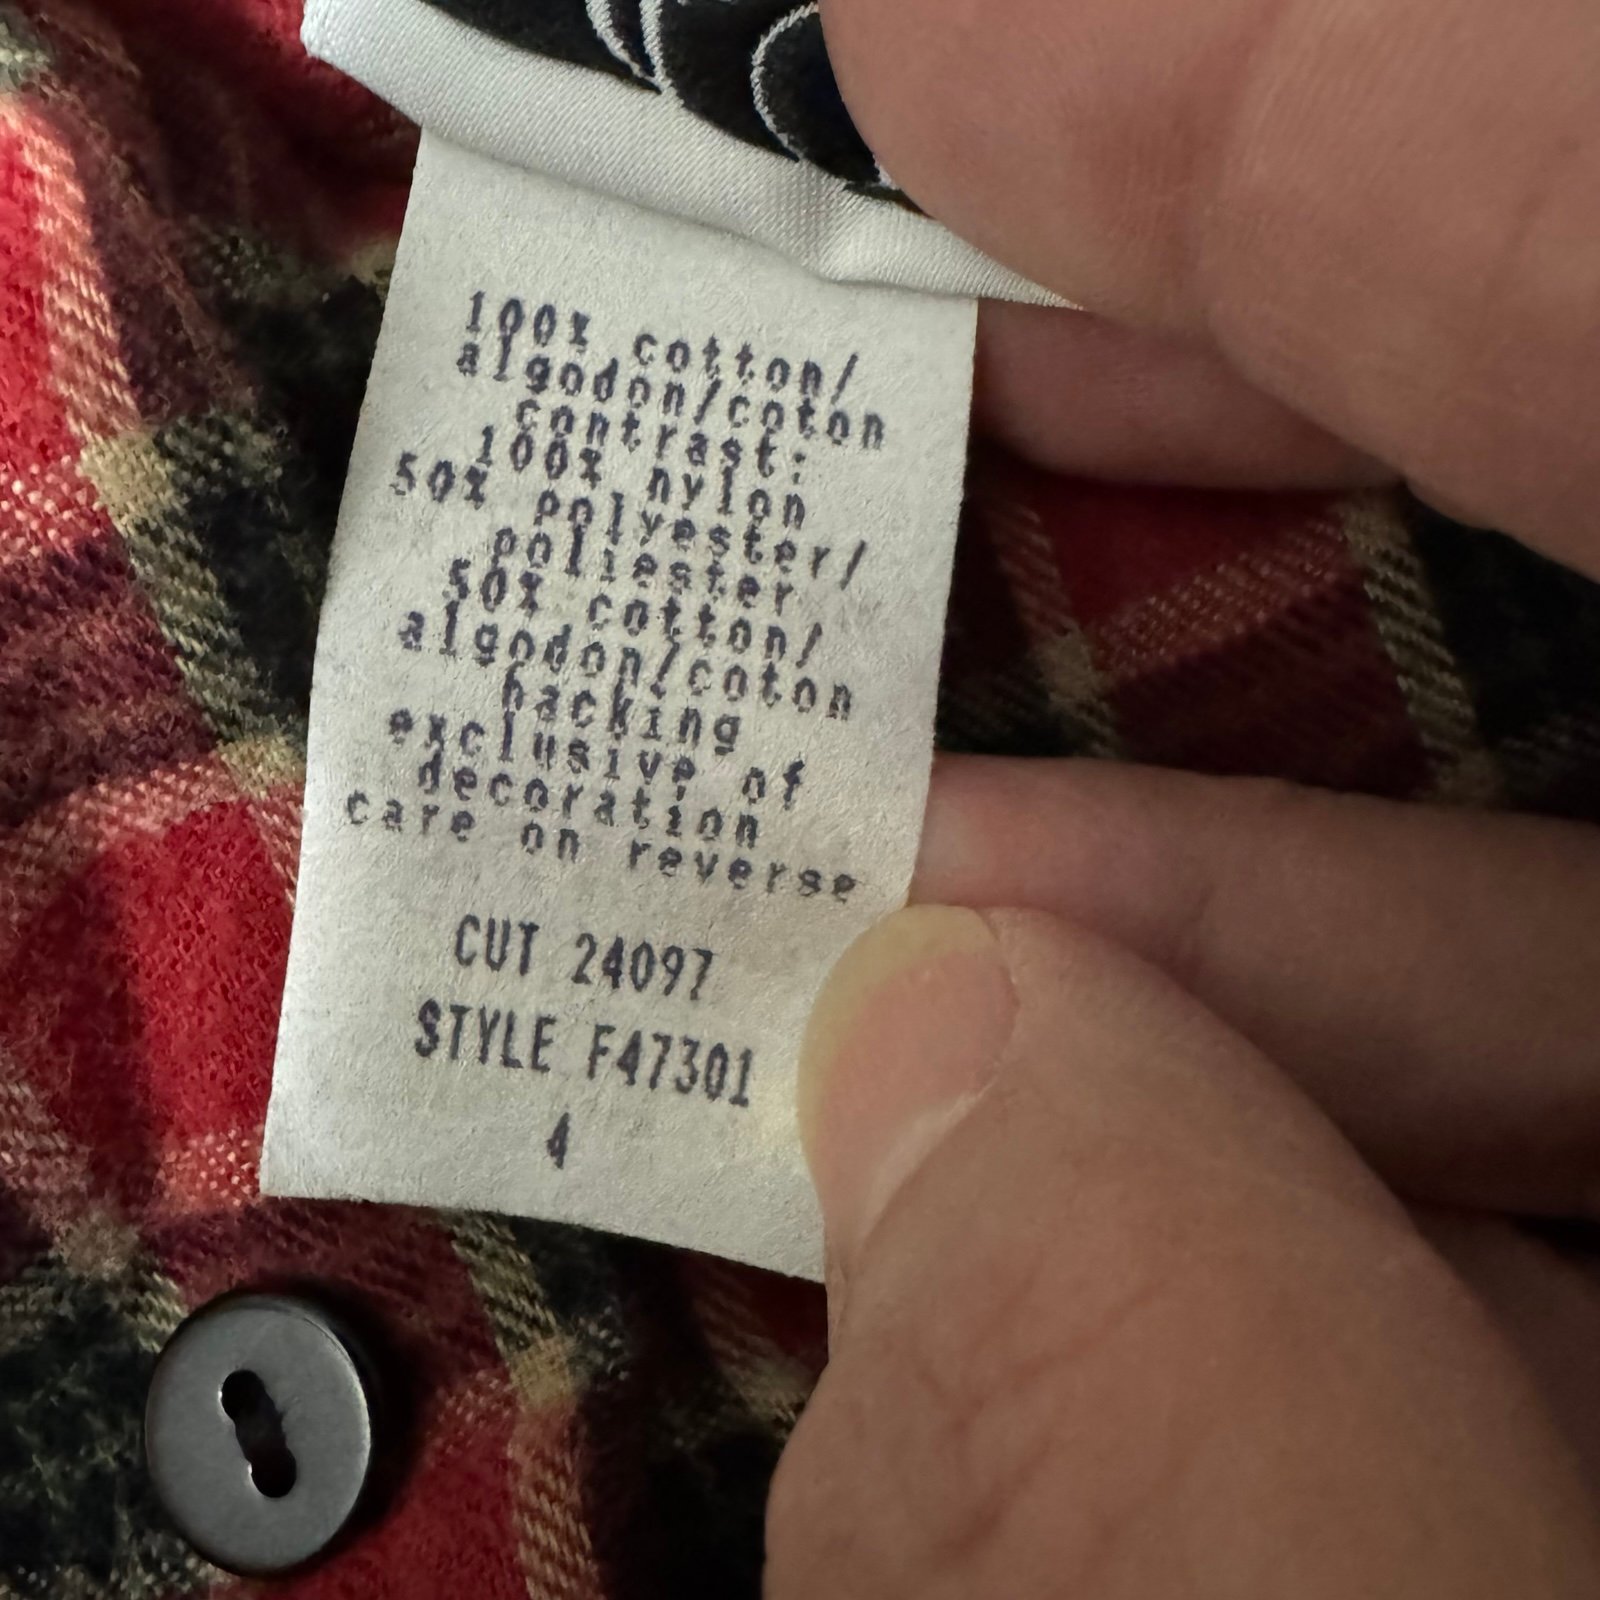 100% cotton/
algodon/coton
contrast:
100% nylon
50% polyester/
poliester
50% cotton/
algodon/coton
backing
exclusive of
decoration
care on reverse
CUT 24097
STYLE F47301
4